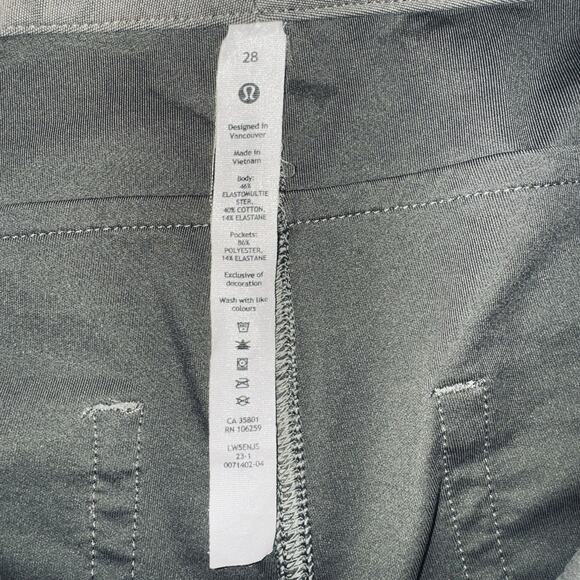 28
Designed in
Vancouver
Made in
Vietnam
Body:
46%
ELASTOMULTIE
STER,
40% COTTON,
14% ELASTANE
Pockets:
86%
POLYESTER,
14% ELASTANE
Exclusive of
decoration
Wash with like
colours
CA 35801
RN 106259
LW5ENJS
23-1
0071402-04